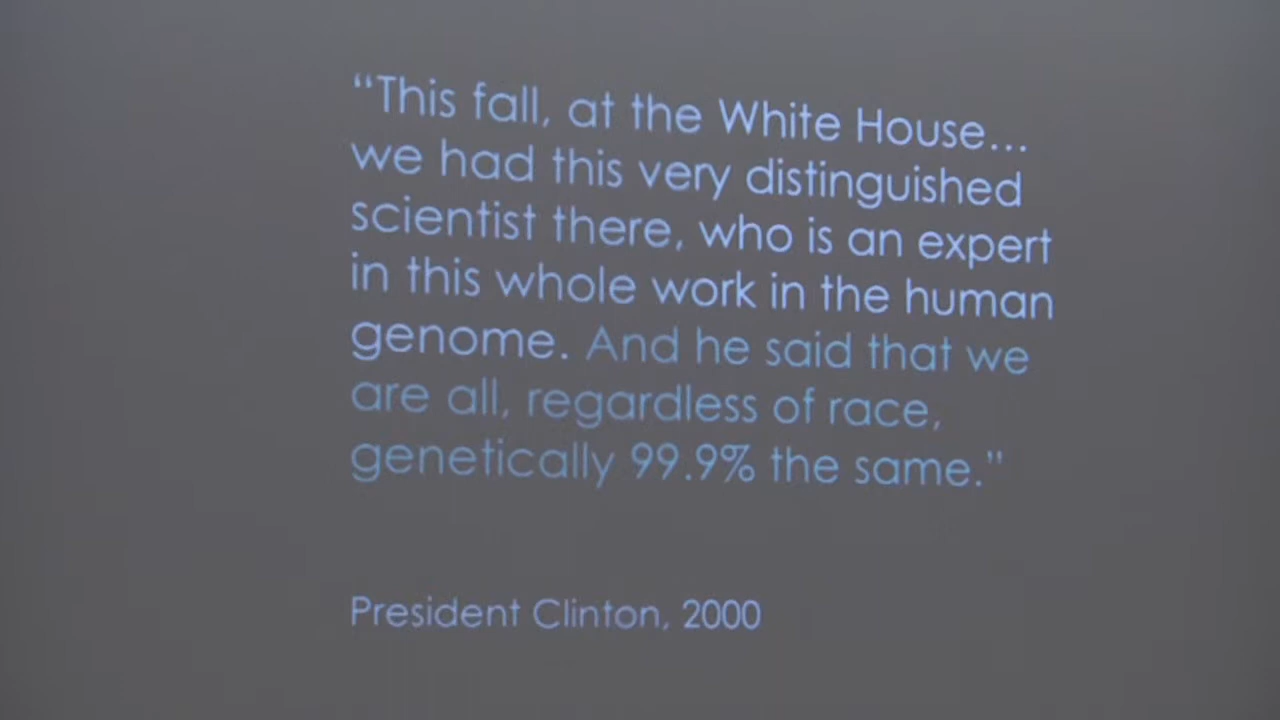 “This fall, at the White House...
we had this very distinguished
scientist there, who is an expert
in this whole work in the human
genome. And he said that we
are all, regardless of race,
genetically 99.9% the same."
President Clinton, 2000